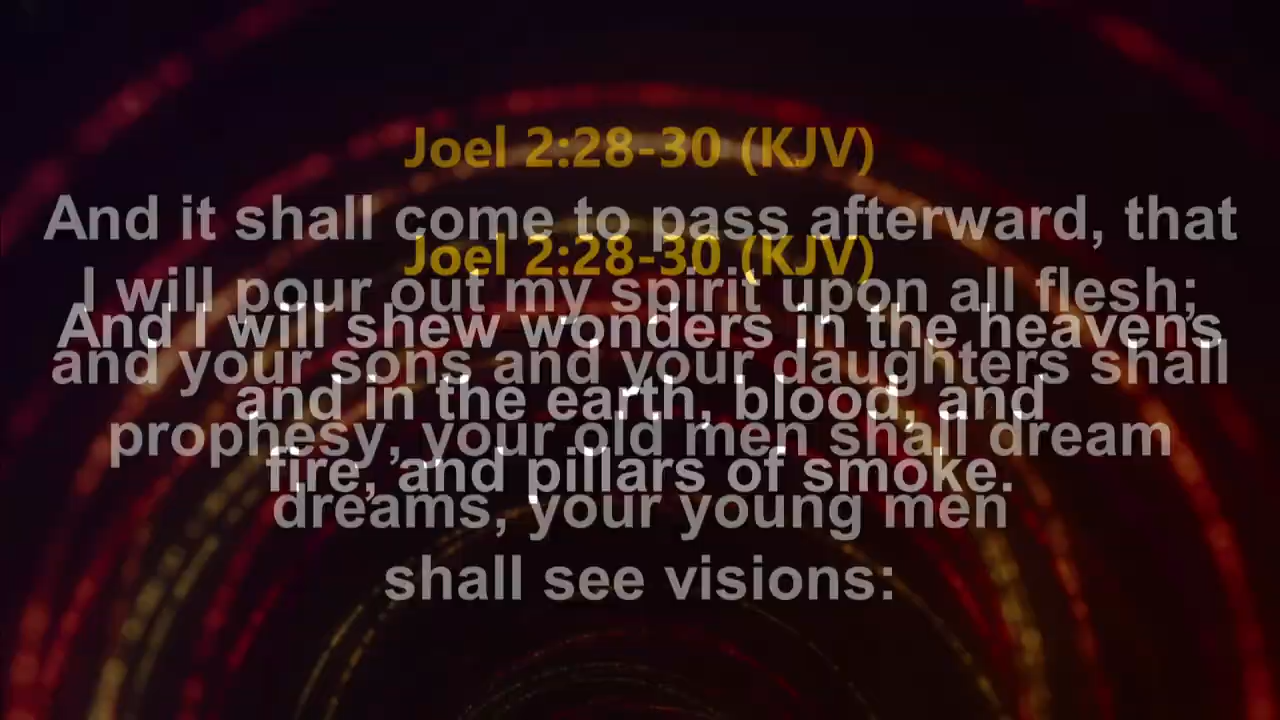 Joel 2:28-30 (KJV)
And it shall come to pass afterward, that
I will pour out my spirit upon all flesh;
and your sons and your daughters shall
prophesy, your old men shall dream
dreams, your young men
shall see visions:
Joel 2:28-30 (KJV)
And I will shew wonders in the heavens
and in the earth, blood, and
fire, and pillars of smoke.